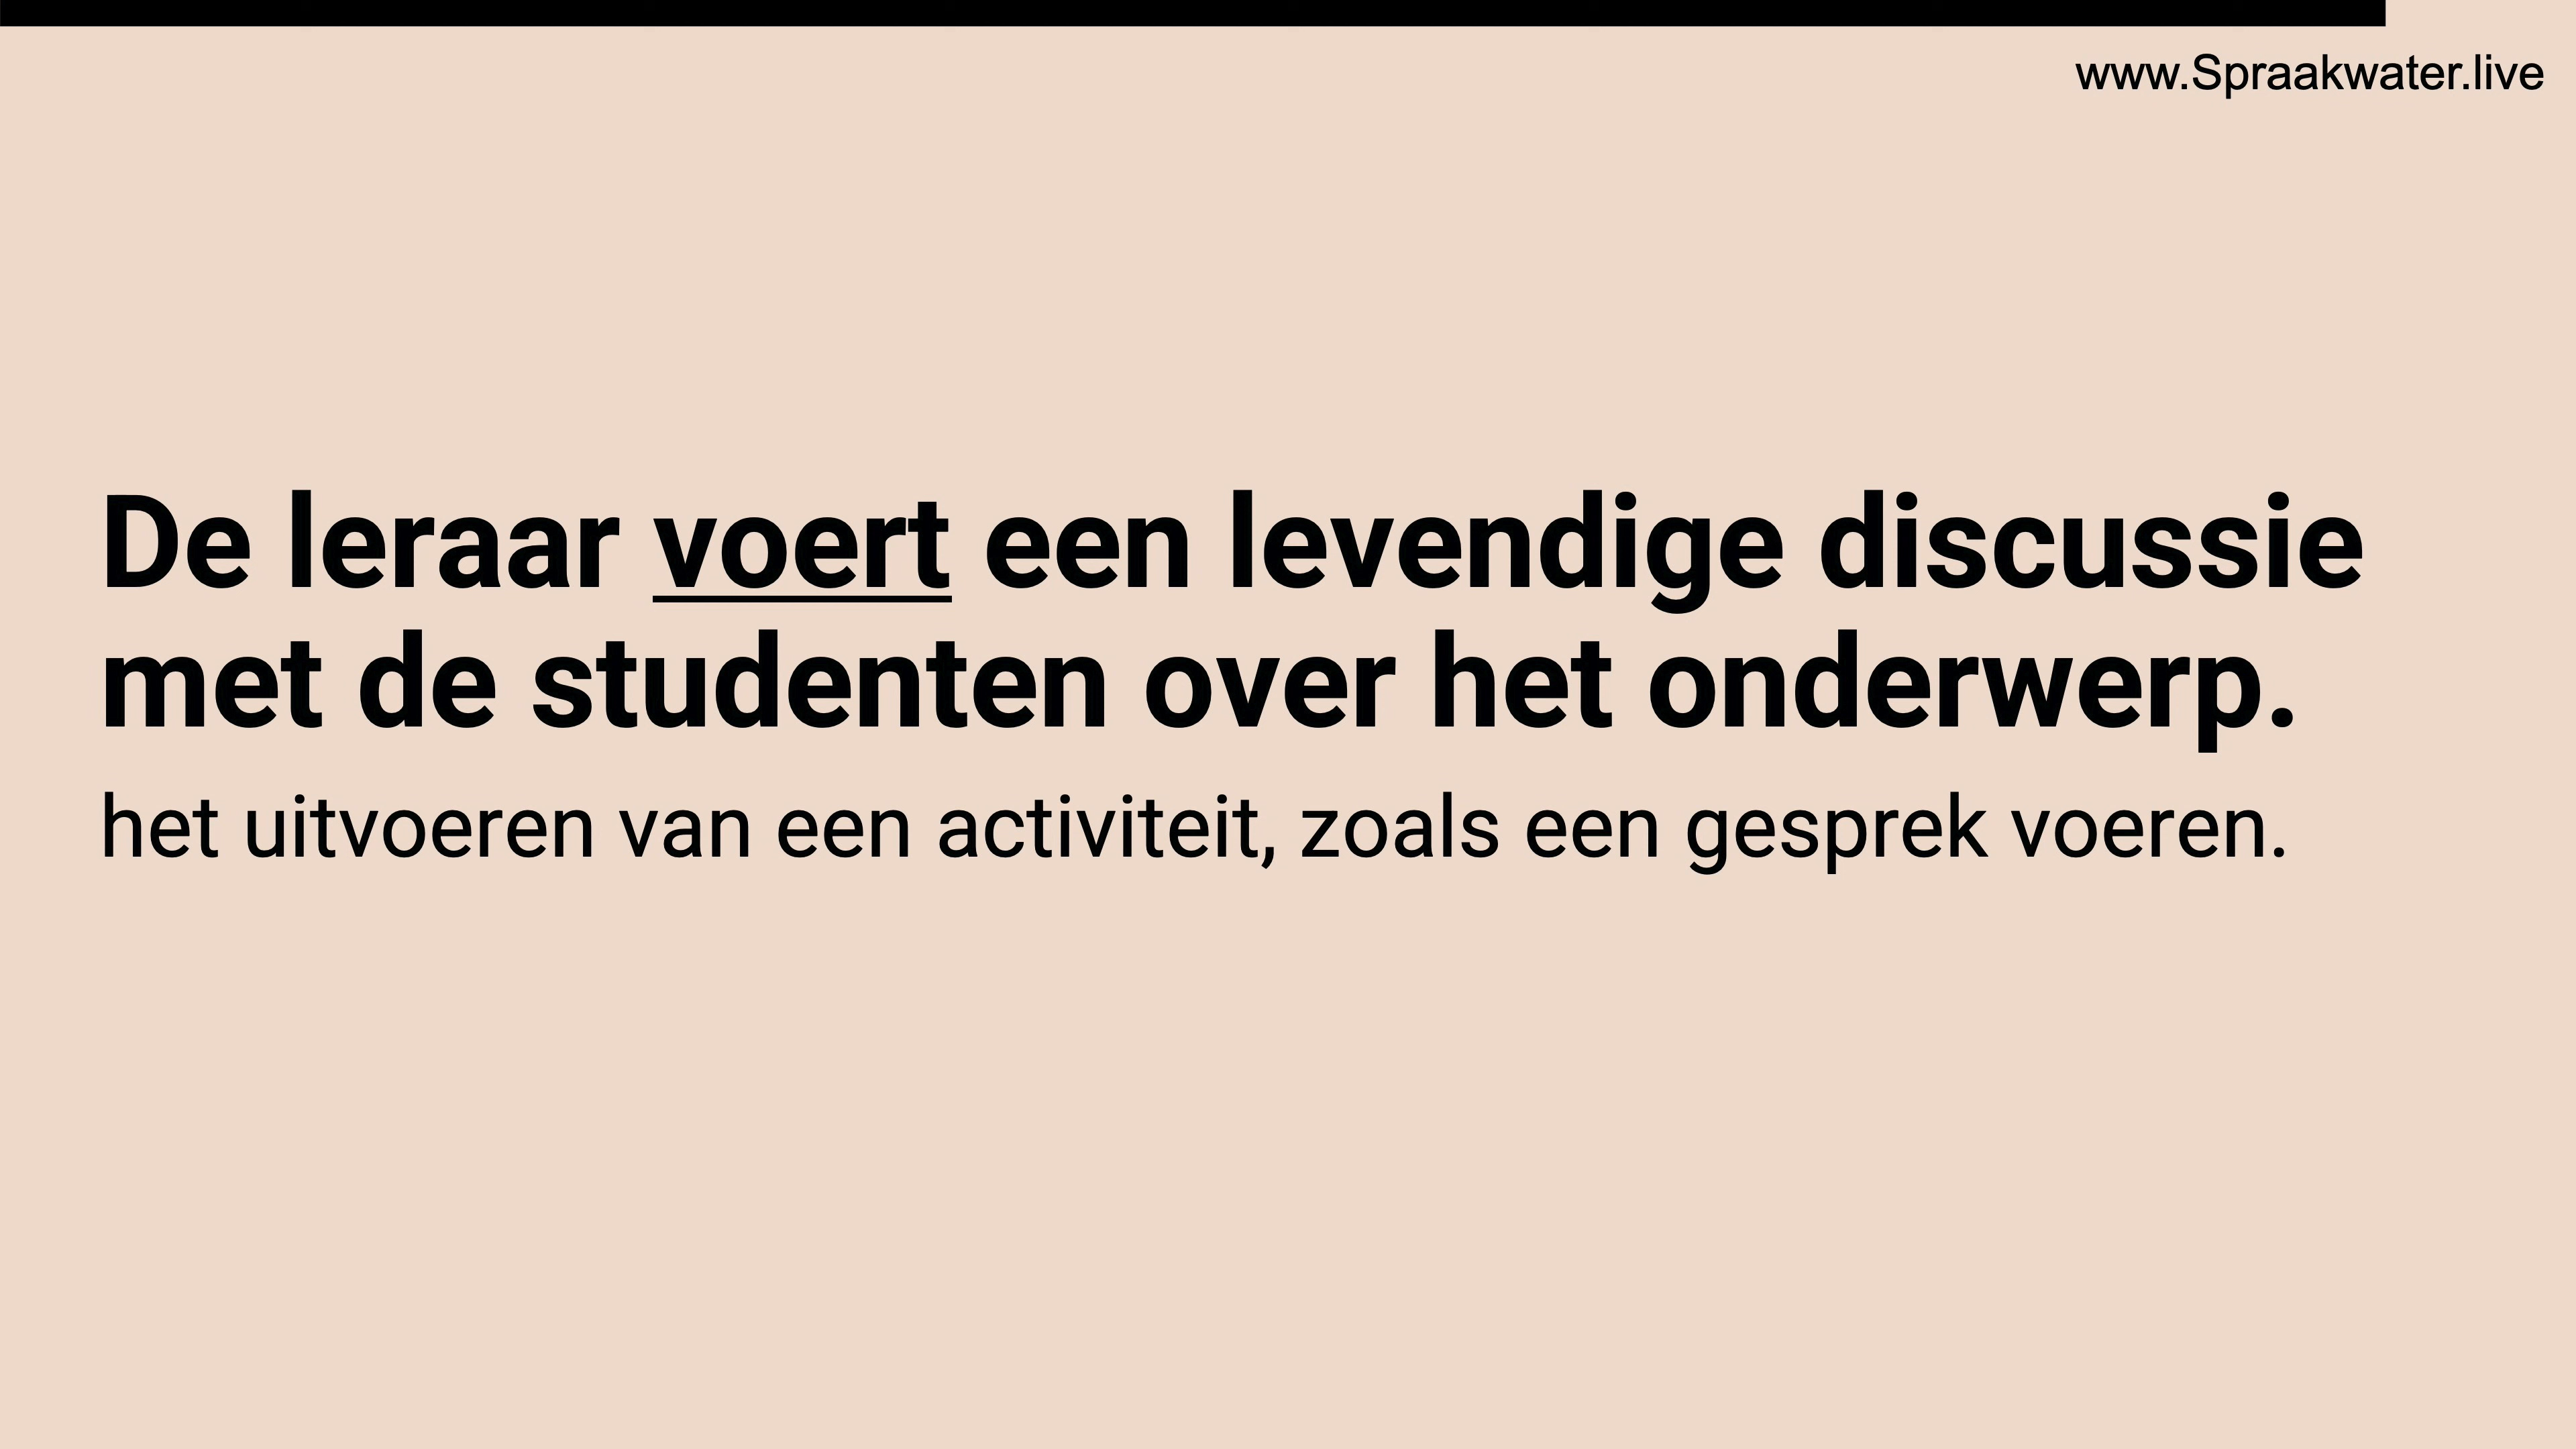 www.Spraakwater.live
De leraar voert een levendige discussie
met de studenten over het onderwerp.
het uitvoeren van een activiteit, zoals een gesprek voeren.